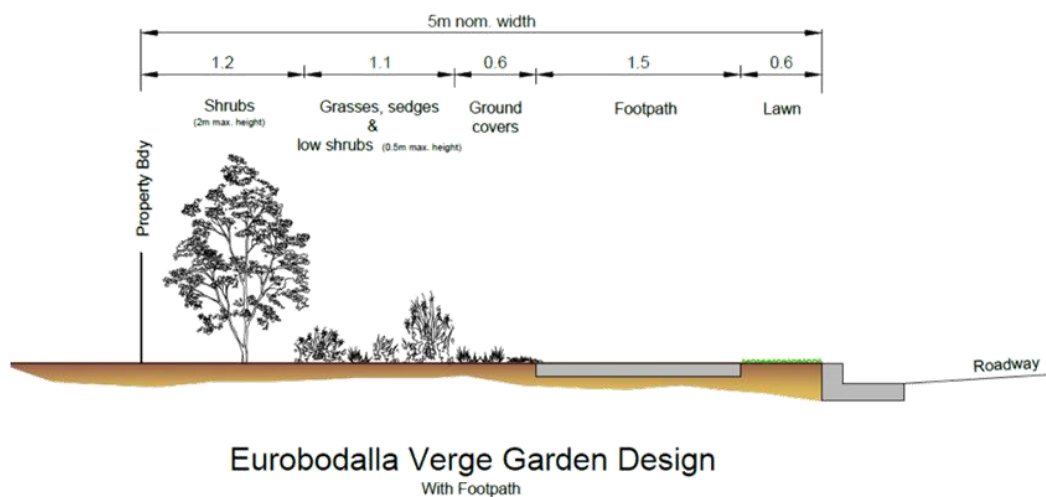 5m nom. width
1.2
1.1
0.6
1.5
0.6
Shrubs
(2m max. height)
Grasses, sedges
&
low shrubs (0.5m max. height)
Ground
covers
Footpath
Lawn
Property Bdy
Roadway
Eurobodalla Verge Garden Design
With Footpath